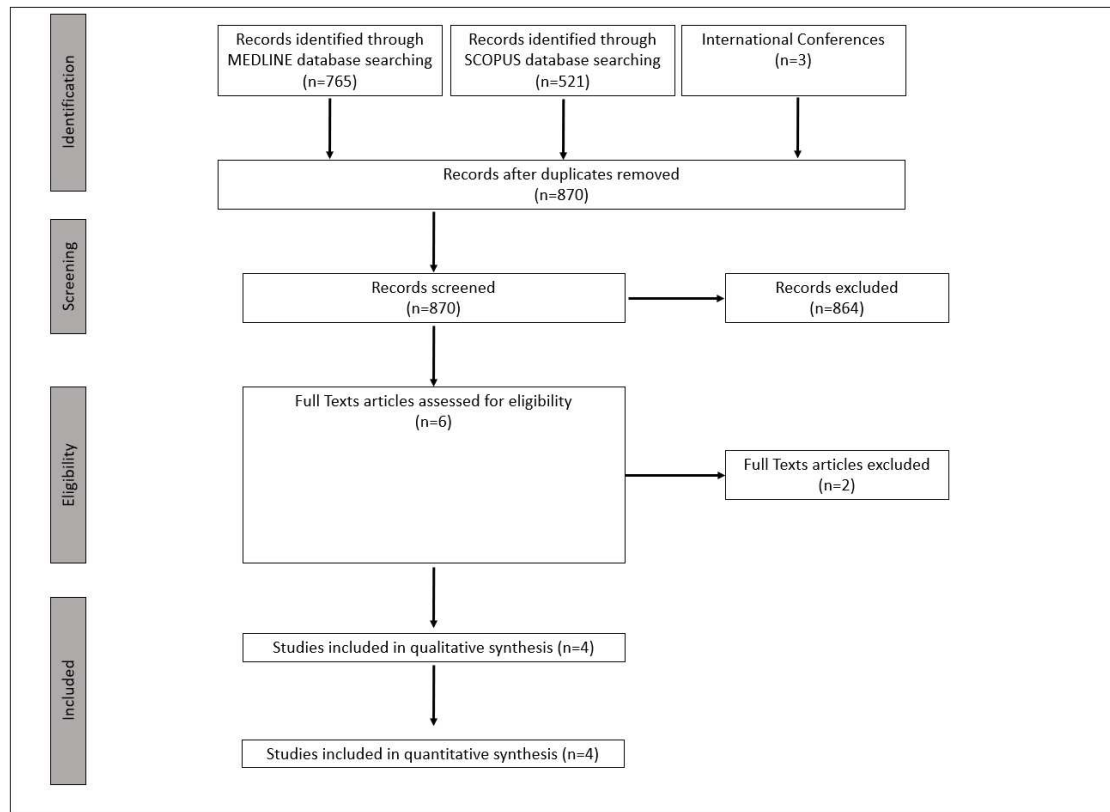 Identification
Records identified through
MEDLINE database searching
(n=765)
Records identified through
SCOPUS database searching
(n=521)
International Conferences
(n=3)
Records after duplicates removed
(n=870)
Screening
Records screened
(n=870)
Records excluded
(n=864)
Eligibility
Full Texts articles assessed for eligibility
(n=6)
Full Texts articles excluded
(n=2)
Included
Studies included in qualitative synthesis (n=4)
Studies included in quantitative synthesis (n=4)